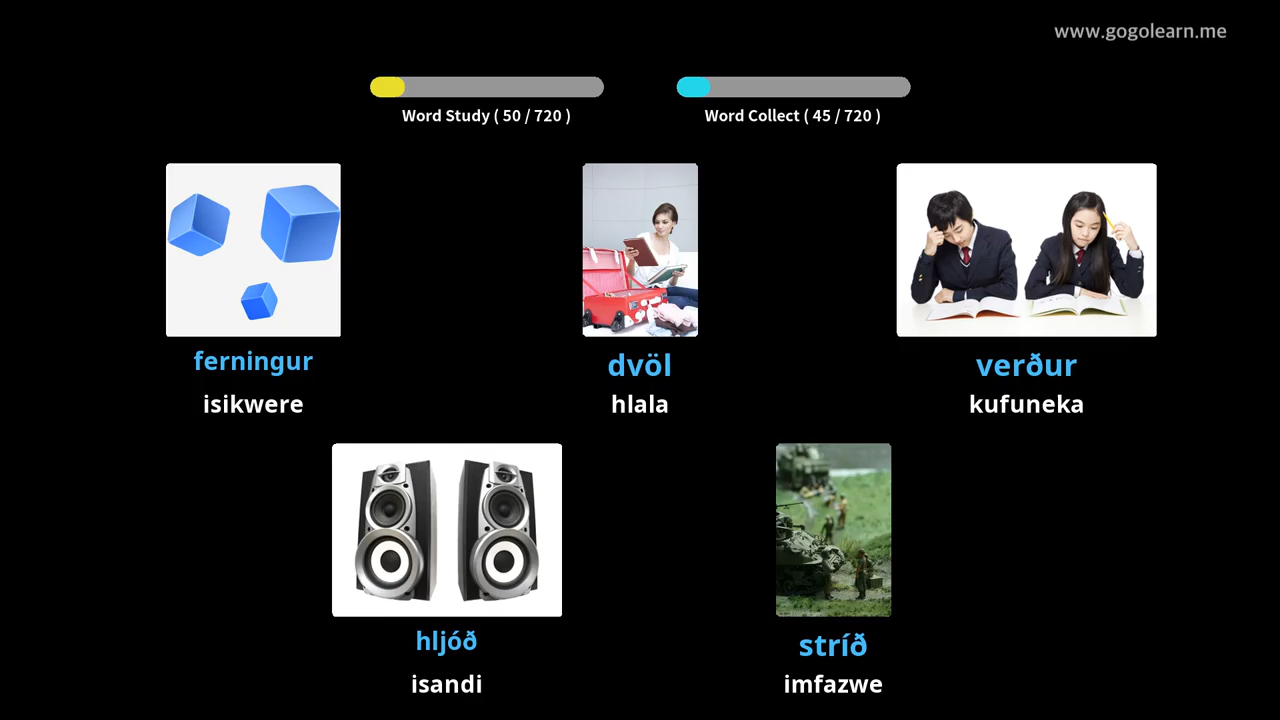 www.gogolearn.me
Word Study ( 50 / 720 )
Word Collect ( 45 / 720 )
ferningur
isikwere
dvöl
hlala
verður
kufuneka
hljóð
isandi
stríð
imfazwe